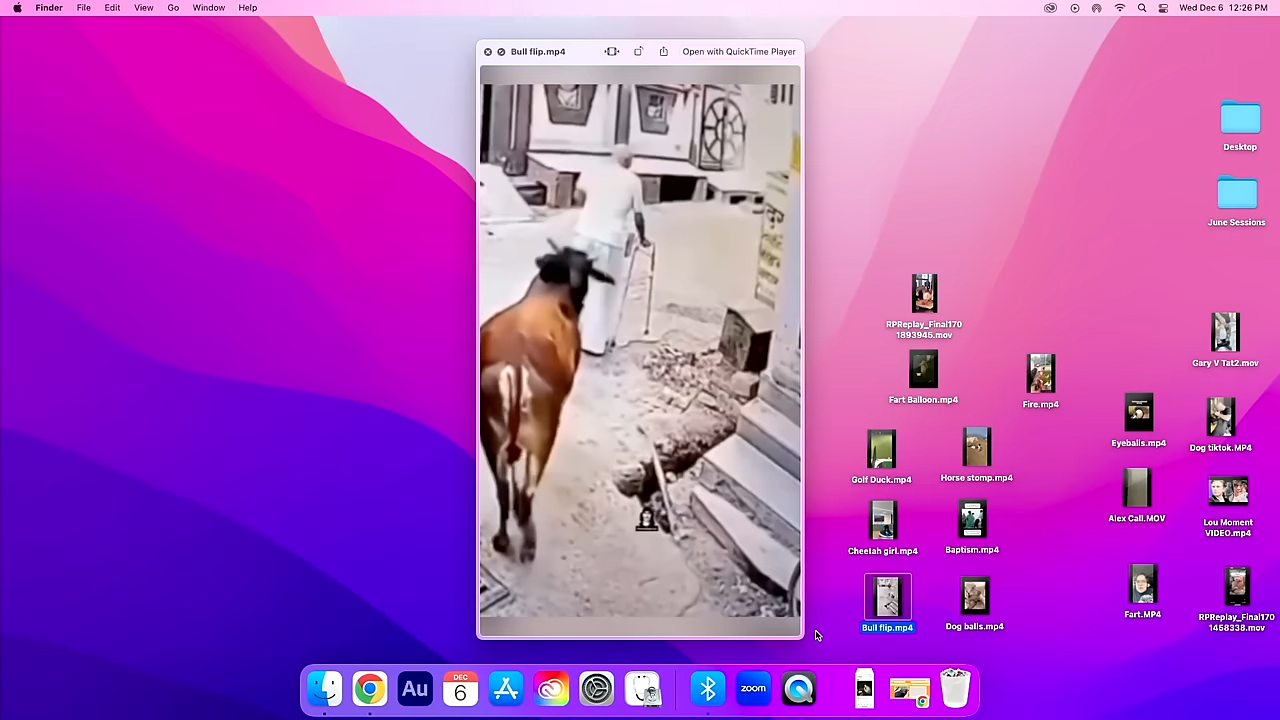 Finder File Edit View Go Window Help
Wed Dec 6 12:26 PM
Bull flip.mp4
Open with QuickTime Player
Desktop
June Sessions
RPReplay_Final170
1893945.mov
Gary V Tat2.mov
Fart Balloon.mp4
Fire.mp4
Eyeballs.mp4
Dog tiktok.MP4
Golf Duck.mp4
Horse stomp.mp4
Alex Call.MOV
Lou Moment
VIDEO.mp4
Cheetah girl.mp4
Baptism.mp4
Fart.MP4
RPReplay_Final170
1458338.mov
Bull flip.mp4
Dog balls.mp4
Au
DEC
6
zoom